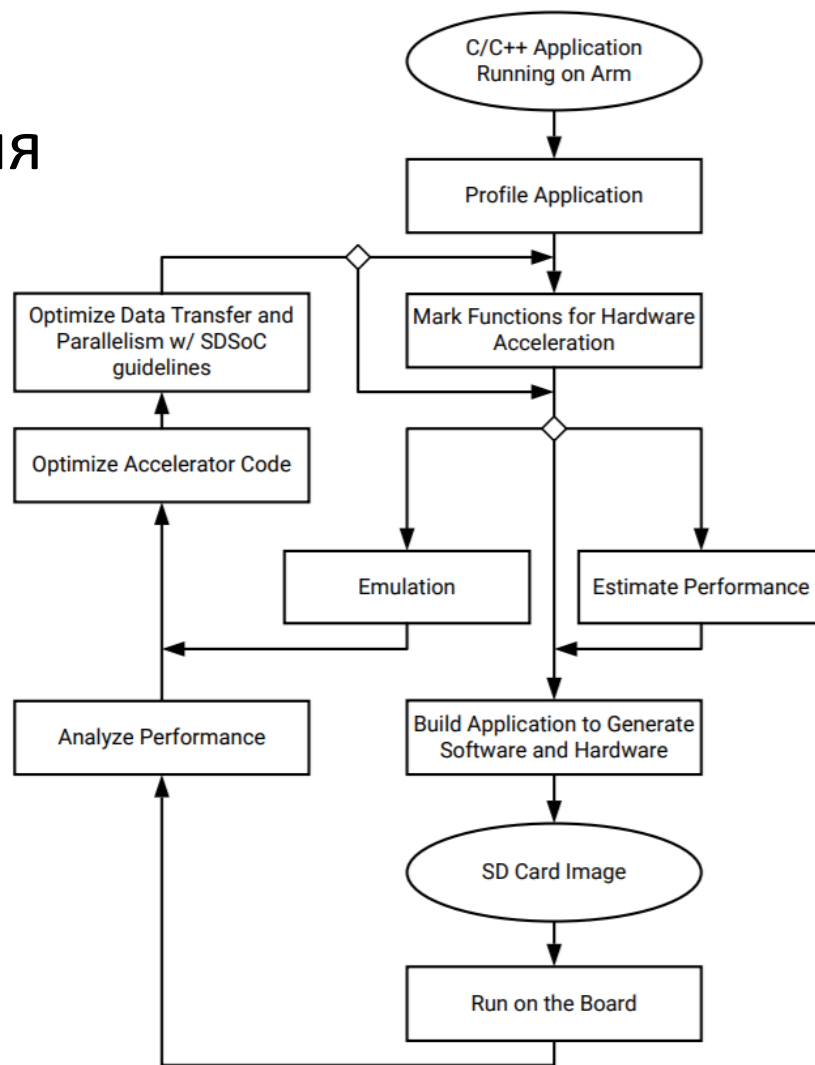 ия
C/C++ Application
Running on Arm
Profile Application
Optimize Data Transfer and
Parallelism w/ SDSoC
guidelines
Mark Functions for Hardware
Acceleration
Optimize Accelerator Code
Emulation
Estimate Performance
Analyze Performance
Build Application to Generate
Software and Hardware
SD Card Image
Run on the Board